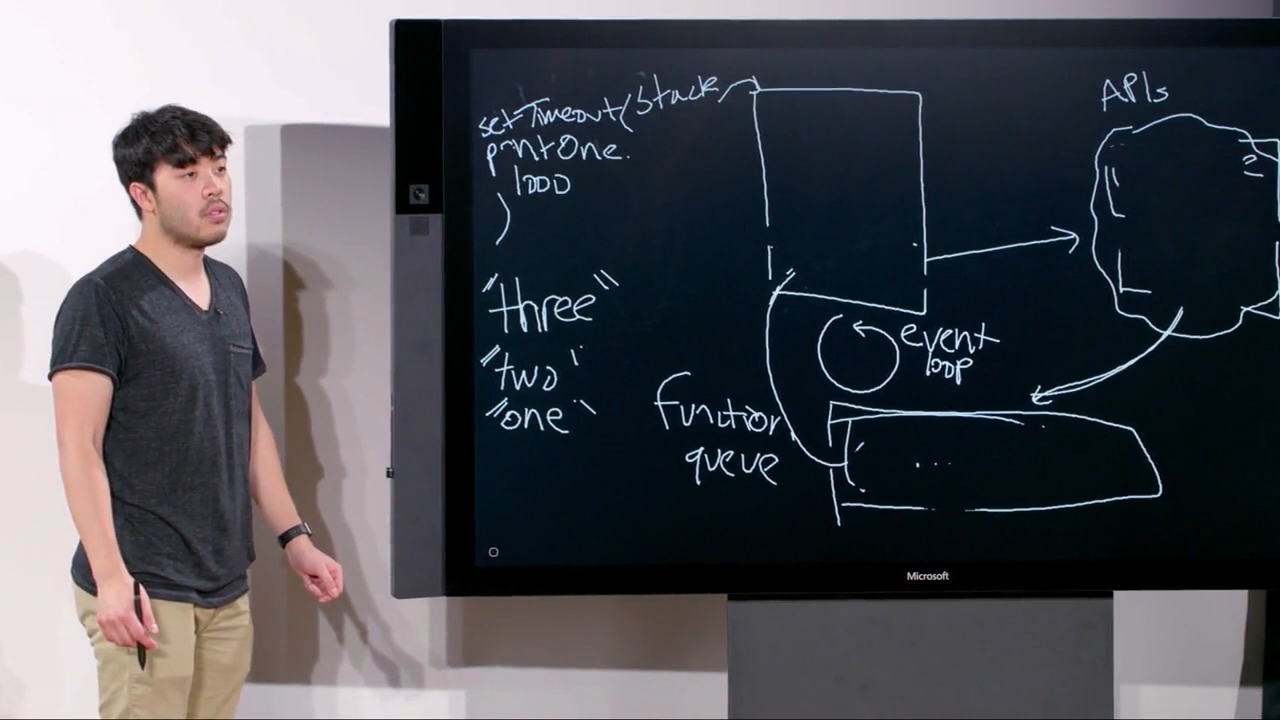 setTimeout(
printOne
1000
)
"three"
"two"
"one"
Stack
APIs
event
loop
function
queue
...
Microsoft